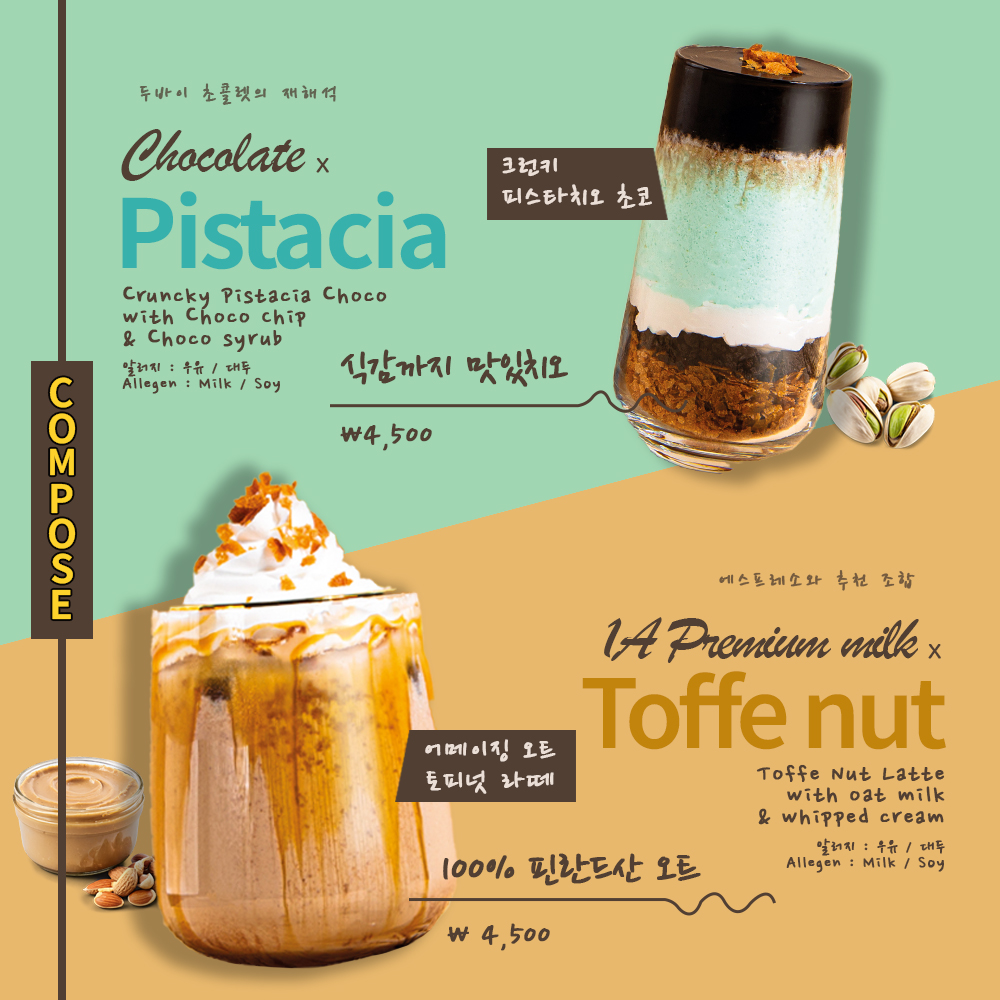 두바이 초콜렛의 재해석
Chocolate x
Pistacia
Cruncky Pistacia Choco
with Choco chip
& Choco syrub
알러지 : 우유 / 대두
Allegen : Milk / Soy
크런키
피스타치오 초코
식감까지 맛있치오
₩4,500
COMPOSE
에스프레소와 추천 조합
1A Premium milk x
Toffe nut
Toffe Nut Latte
with oat milk
& whipped cream
알러지 : 우유 / 대두
Allegen : Milk / Soy
어메이징 오트
토피넛 라떼
100% 핀란드산 오트
₩ 4,500